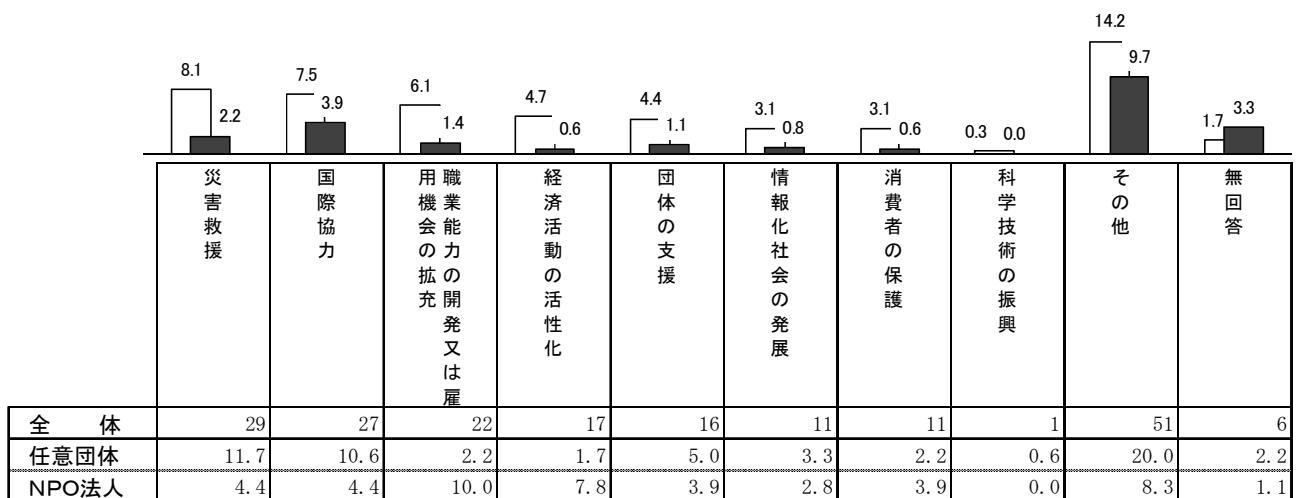 14.2
9.7
8.1
2.2
7.5
3.9
6.1
1.4
4.7
0.6
4.4
1.1
3.1
0.8
3.1
0.6
0.3 0.0
1.7 3.3
災害救援
国際協力
職業能力の開発又は雇
用機会の拡充
経済活動の活性化
団体の支援
情報化社会の発展
消費者の保護
科学技術の振興
その他
無回答
全 体 29 27 22 17 16 11 11 1 51 6
任意団体 11.7 10.6 2.2 1.7 5.0 3.3 2.2 0.6 20.0 2.2
NPO法人 4.4 4.4 10.0 7.8 3.9 2.8 3.9 0.0 8.3 1.1